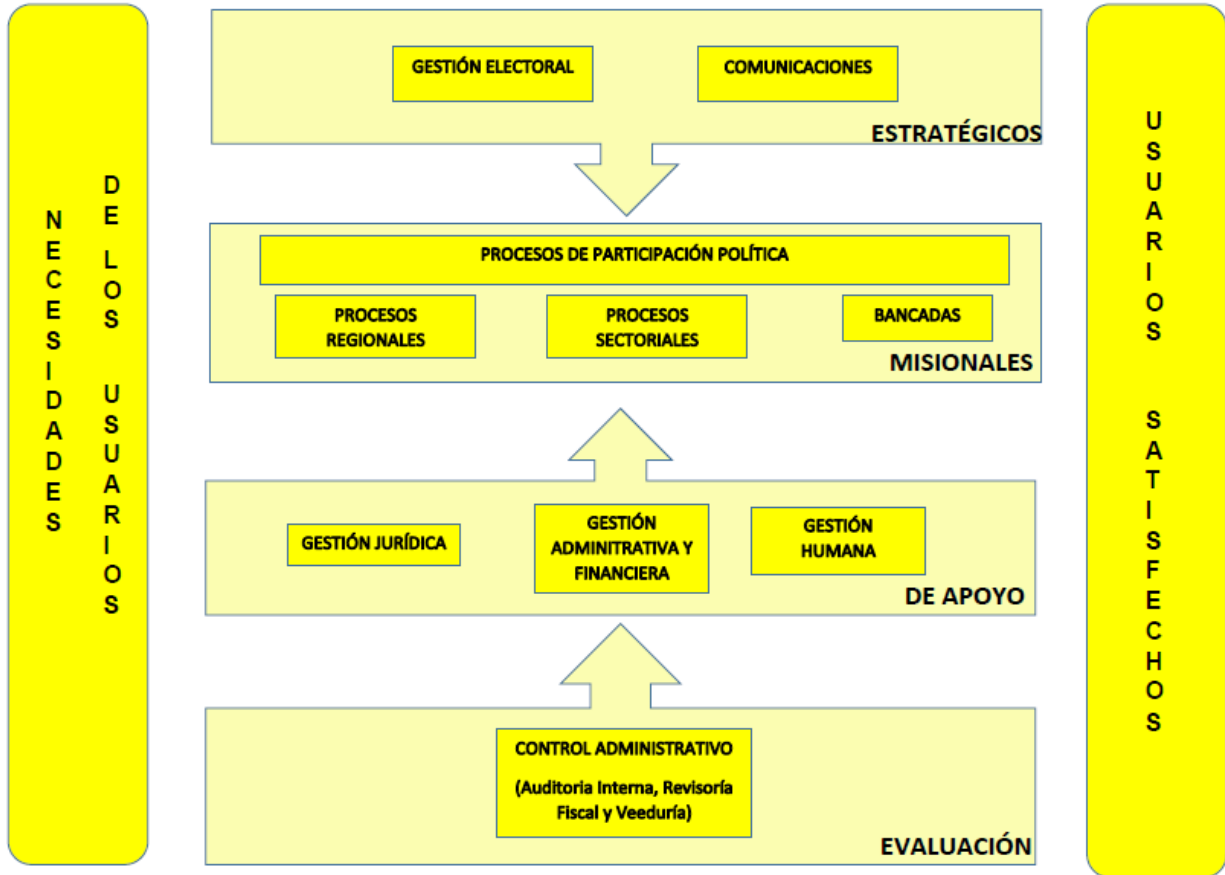 NECESIDADES
DE LOS USUARIOS
GESTIÓN ELECTORAL
COMUNICACIONES
ESTRATÉGICOS
PROCESOS DE PARTICIPACIÓN POLÍTICA
PROCESOS
REGIONALES
PROCESOS
SECTORIALES
BANCADAS
MISIONALES
GESTIÓN JURÍDICA
GESTIÓN
ADMINITRATIVA Y
FINANCIERA
GESTIÓN
HUMANA
DE APOYO
CONTROL ADMINISTRATIVO
(Auditoria Interna, Revisoría
Fiscal y Veeduría)
EVALUACIÓN
USUARIOS SATISFECHOS